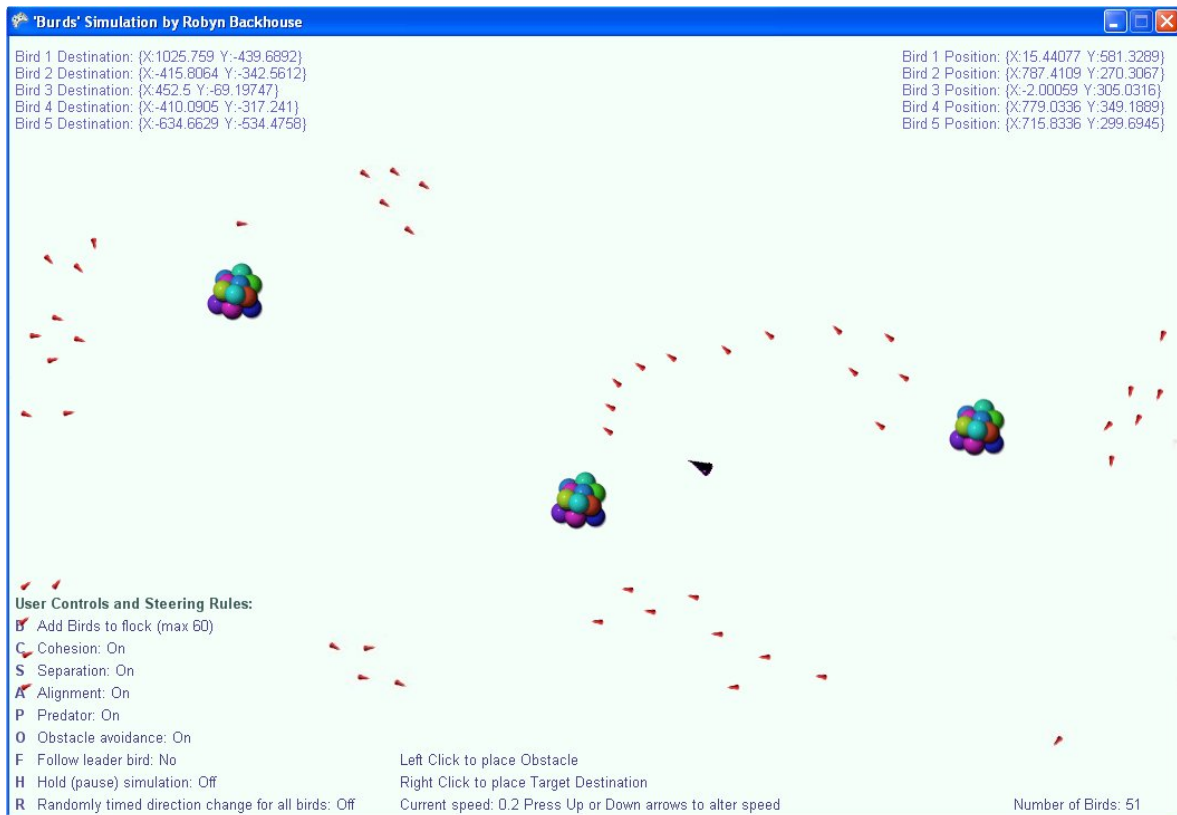 'Burds' Simulation by Robyn Backhouse
Bird 1 Destination: {X:1025.759 Y:-439.6892}
Bird 2 Destination: {X:-415.8064 Y:-342.5612}
Bird 3 Destination: {X:452.5 Y:-69.19747}
Bird 4 Destination: {X:-410.0905 Y:-317.241}
Bird 5 Destination: {X:-634.6629 Y:-534.4758}
Bird 1 Position: {X:15.44077 Y:581.3289}
Bird 2 Position: {X:787.4109 Y:270.3067}
Bird 3 Position: {X:-2.00059 Y:305.0316}
Bird 4 Position: {X:779.0336 Y:349.1889}
Bird 5 Position: {X:715.8336 Y:299.6945}
User Controls and Steering Rules:
B Add Birds to flock (max 60)
C Cohesion: On
S Separation: On
A Alignment: On
P Predator: On
O Obstacle avoidance: On
F Follow leader bird: No
H Hold (pause) simulation: Off
R Randomly timed direction change for all birds: Off
Left Click to place Obstacle
Right Click to place Target Destination
Current speed: 0.2 Press Up or Down arrows to alter speed
Number of Birds: 51